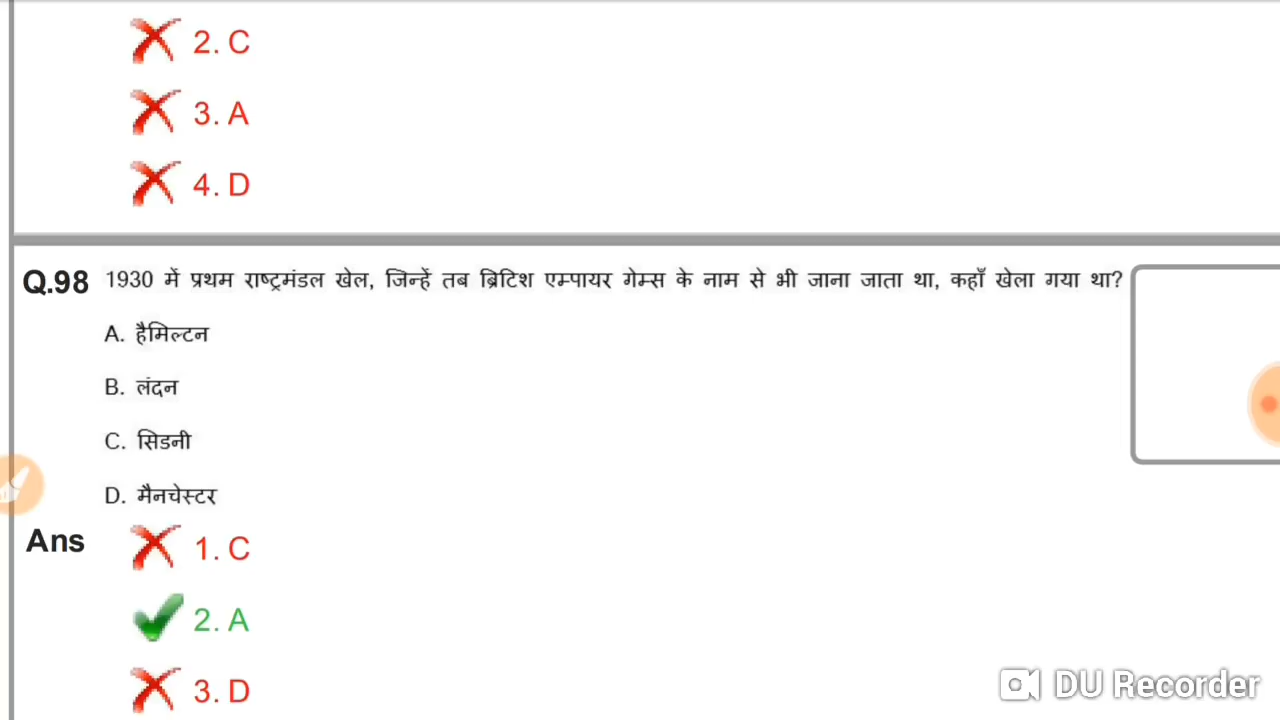 2. C
3. A
4. D
Q.98 1930 में प्रथम राष्ट्रमंडल खेल, जिन्हें तब ब्रिटिश एम्पायर गेम्स के नाम से भी जाना जाता था, कहाँ खेला गया था?
A. हैमिल्टन
B. लंदन
C. सिडनी
D. मैनचेस्टर
Ans 1. C
2. A
3. D
DU Recorder